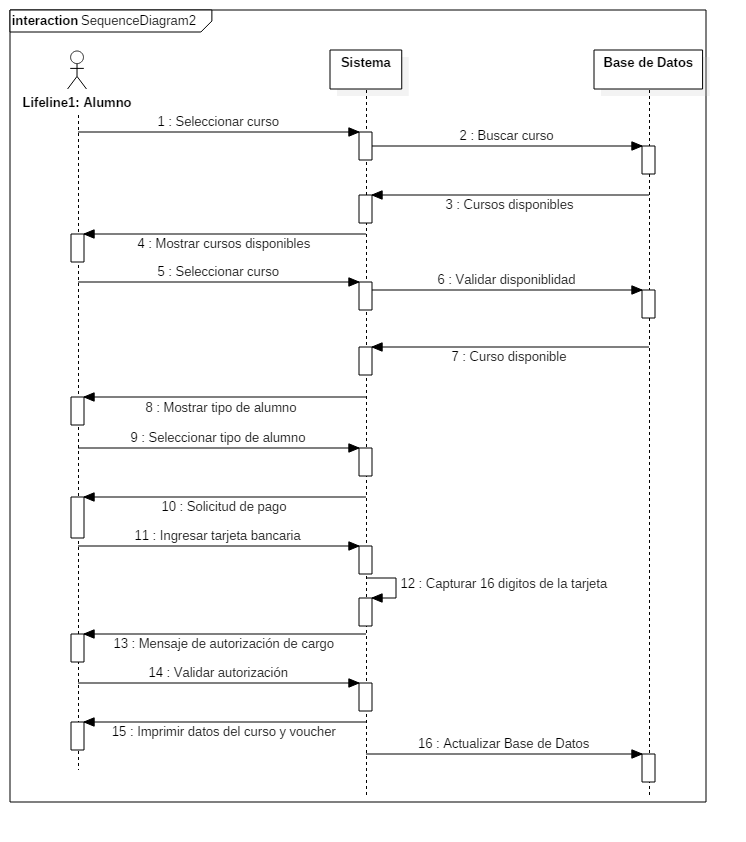 interaction SequenceDiagram2
Sistema
Base de Datos
Lifeline1: Alumno
1 : Seleccionar curso
2 : Buscar curso
3 : Cursos disponibles
4 : Mostrar cursos disponibles
5 : Seleccionar curso
6 : Validar disponiblidad
7 : Curso disponible
8 : Mostrar tipo de alumno
9 : Seleccionar tipo de alumno
10 : Solicitud de pago
11 : Ingresar tarjeta bancaria
12 : Capturar 16 digitos de la tarjeta
13 : Mensaje de autorización de cargo
14 : Validar autorización
15 : Imprimir datos del curso y voucher
16 : Actualizar Base de Datos